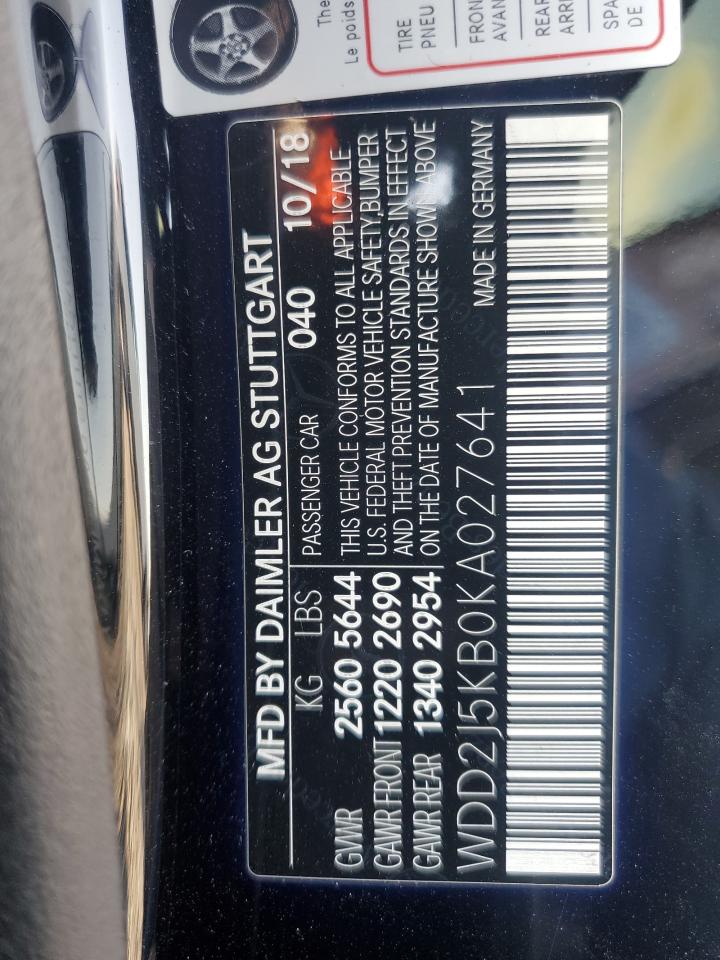 MFD BY DAIMLER AG STUTTGART
KG LBS PASSENGER CAR 040 10/18
GVWR 2560 5644 THIS VEHICLE CONFORMS TO ALL APPLICABLE
U.S. FEDERAL MOTOR VEHICLE SAFETY,BUMPER
GAWR FRONT 1220 2690 AND THEFT PREVENTION STANDARDS IN EFFECT
GAWR REAR 1340 2954 ON THE DATE OF MANUFACTURE SHOWN ABOVE
WDD2J5KB0KA027641 MADE IN GERMANY
The
Le poids
TIRE
PNEU
FRON
AVAN
REAR
ARRI
SPA
DE